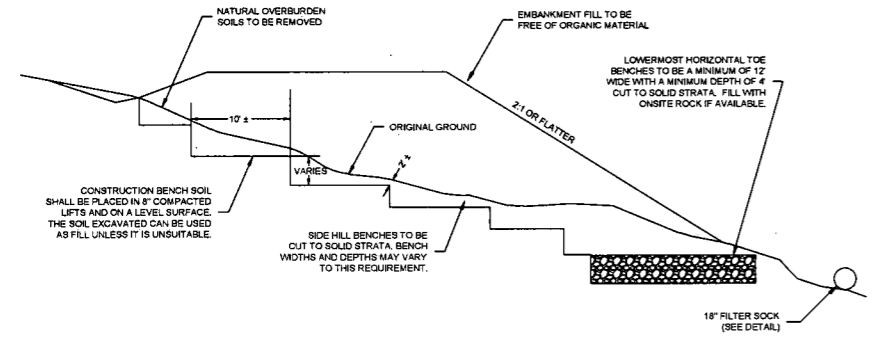 NATURAL OVERBURDEN
SOILS TO BE REMOVED
EMBANKMENT FILL TO BE
FREE OF ORGANIC MATERIAL
LOWERMOST HORIZONTAL TOE
BENCHES TO BE A MINIMUM OF 12'
WIDE WITH A MINIMUM DEPTH OF 4'
CUT TO SOLID STRATA. FILL WITH
ONSITE ROCK IF AVAILABLE.
10' ±
ORIGINAL GROUND
2:1 OR FLATTER
VARIES
CONSTRUCTION BENCH SOIL
SHALL BE PLACED IN 8" COMPACTED
LIFTS AND ON A LEVEL SURFACE.
THE SOIL EXCAVATED CAN BE USED
AS FILL UNLESS IT IS UNSUITABLE.
SIDE HILL BENCHES TO BE
CUT TO SOLID STRATA. BENCH
WIDTHS AND DEPTHS MAY VARY
TO THIS REQUIREMENT.
18" FILTER SOCK
(SEE DETAIL)